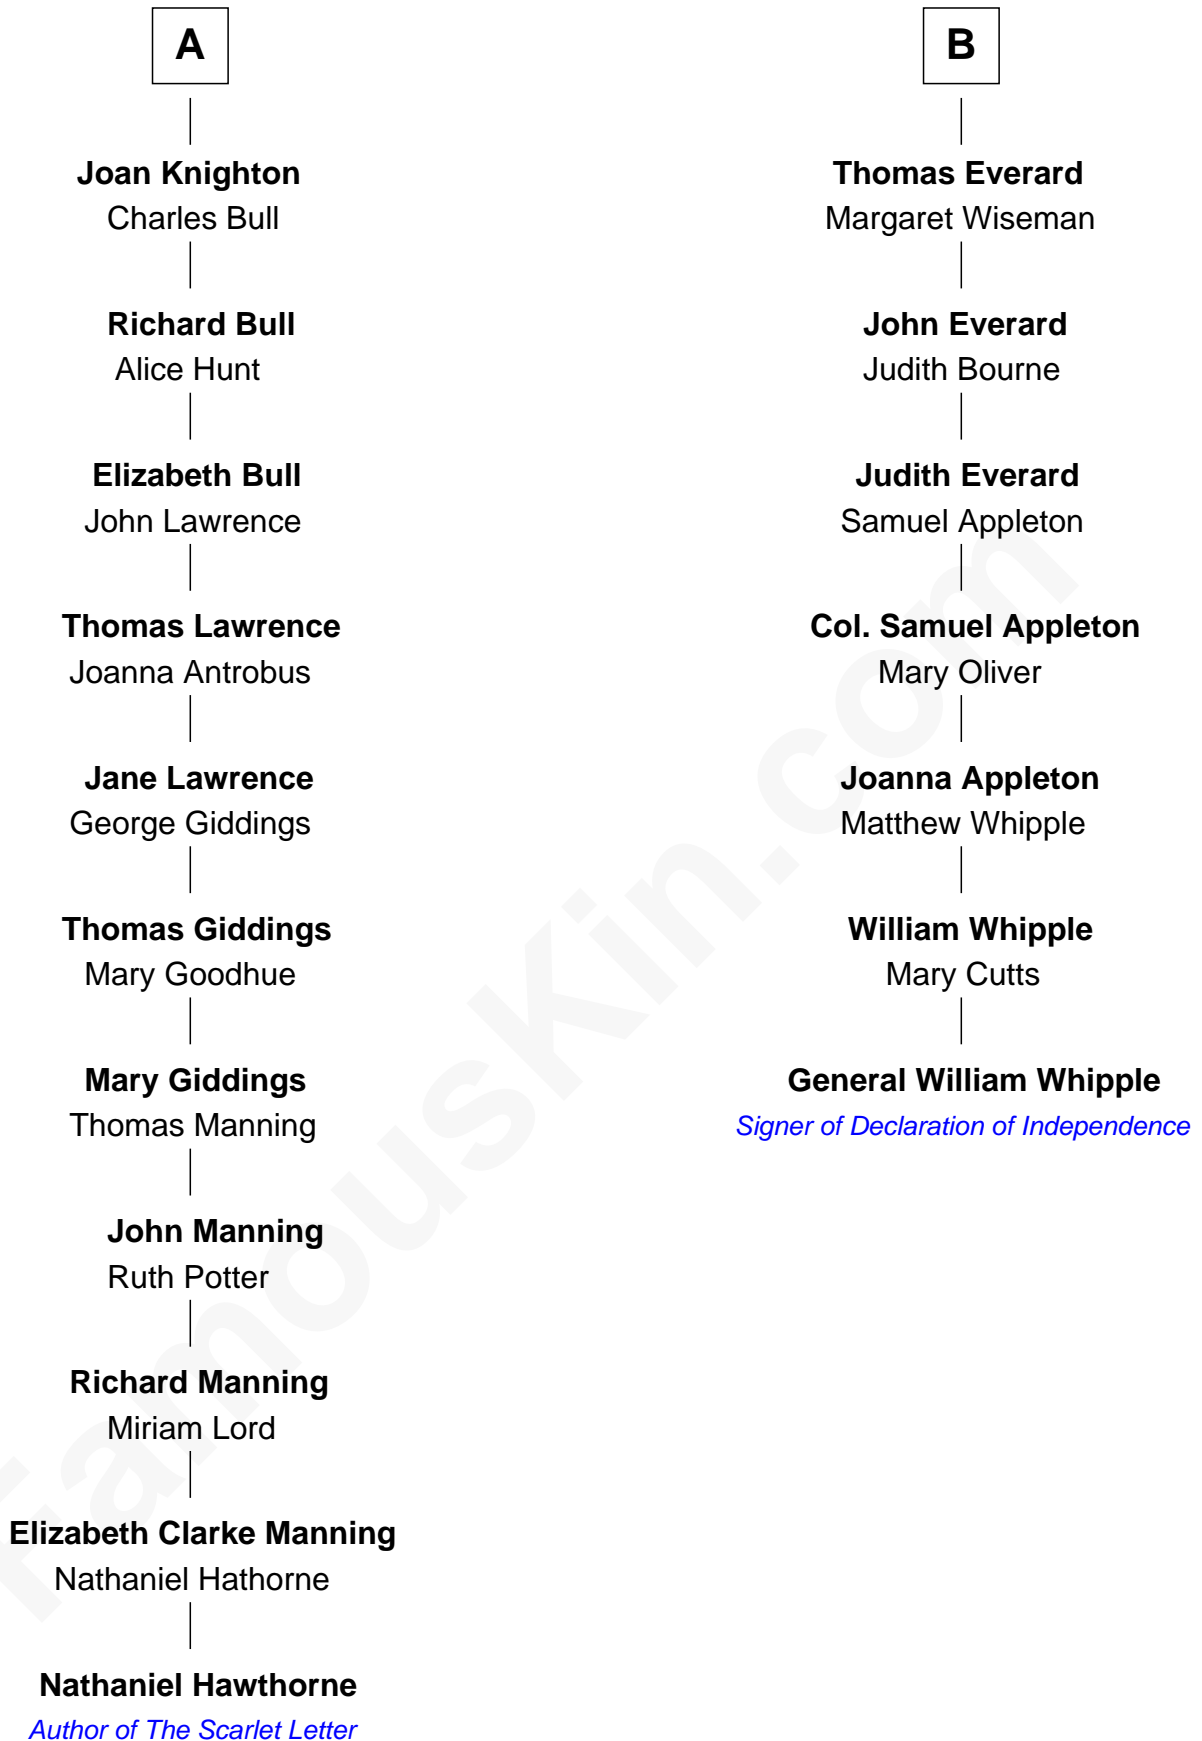 A
Joan Knighton
Charles Bull
Richard Bull
Alice Hunt
Elizabeth Bull
John Lawrence
Thomas Lawrence
Joanna Antrobus
Jane Lawrence
George Giddings
Thomas Giddings
Mary Goodhue
Mary Giddings
Thomas Manning
John Manning
Ruth Potter
Richard Manning
Miriam Lord
Elizabeth Clarke Manning
Nathaniel Hathorne
Nathaniel Hawthorne
Author of The Scarlet Letter
B
Thomas Everard
Margaret Wiseman
John Everard
Judith Bourne
Judith Everard
Samuel Appleton
Col. Samuel Appleton
Mary Oliver
Joanna Appleton
Matthew Whipple
William Whipple
Mary Cutts
General William Whipple
Signer of Declaration of Independence
FamousKin.com